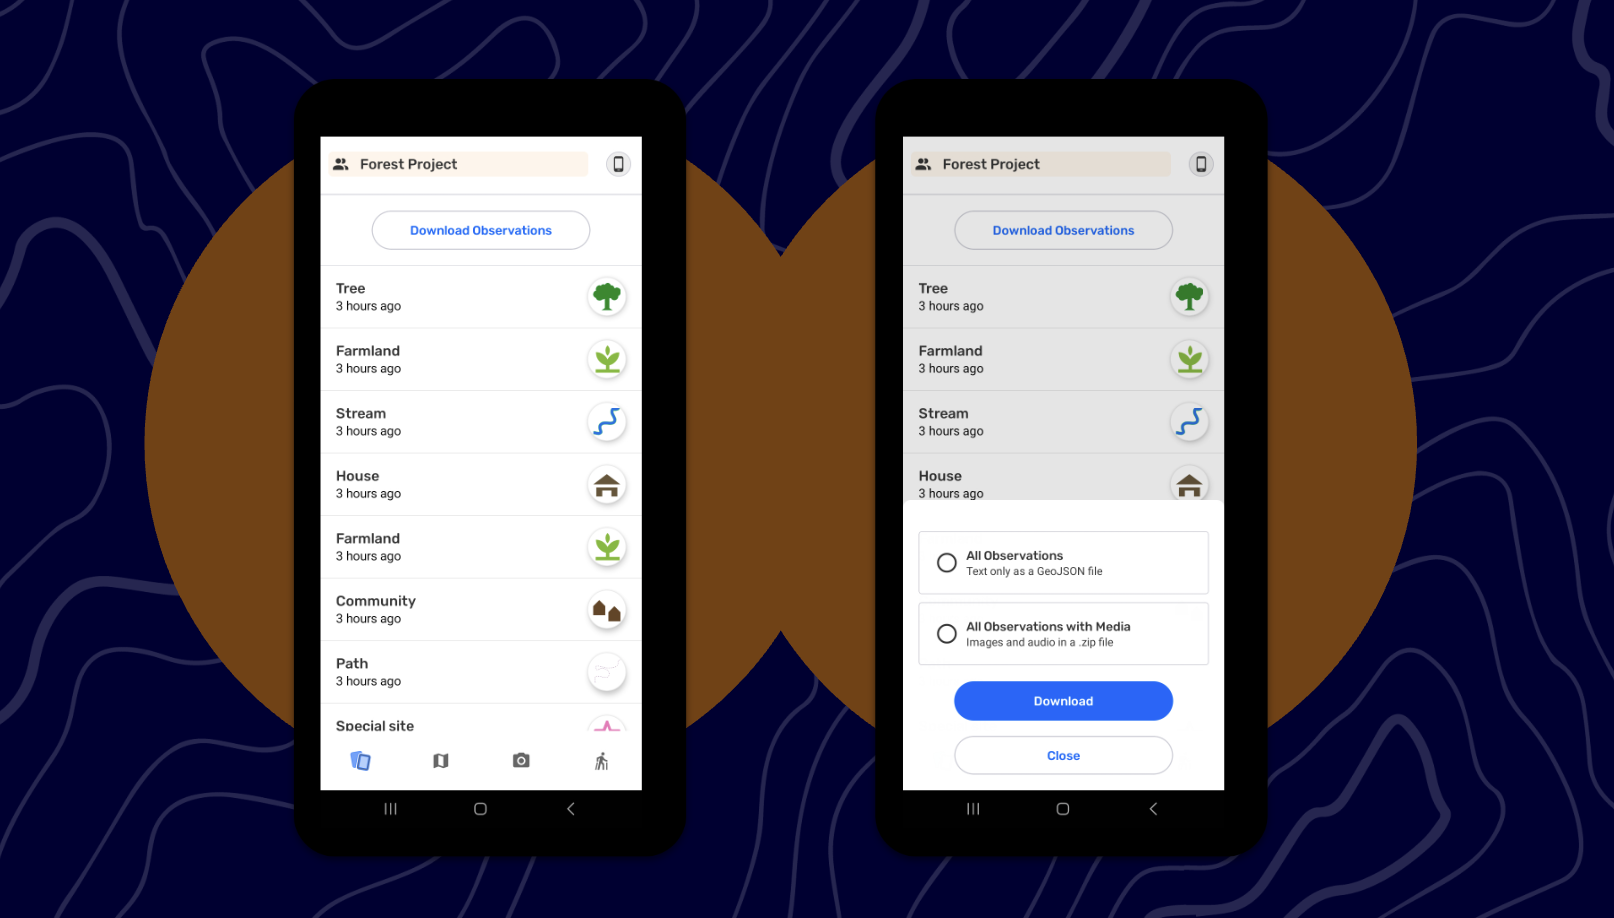 Forest Project
Download Observations
Tree
3 hours ago
Farmland
3 hours ago
Stream
3 hours ago
House
3 hours ago
Farmland
3 hours ago
Community
3 hours ago
Path
3 hours ago
Special site
Forest Project
Download Observations
Tree
3 hours ago
Farmland
3 hours ago
Stream
3 hours ago
House
3 hours ago
All Observations
Text only as a GeoJSON file
All Observations with Media
Images and audio in a .zip file
Download
Close